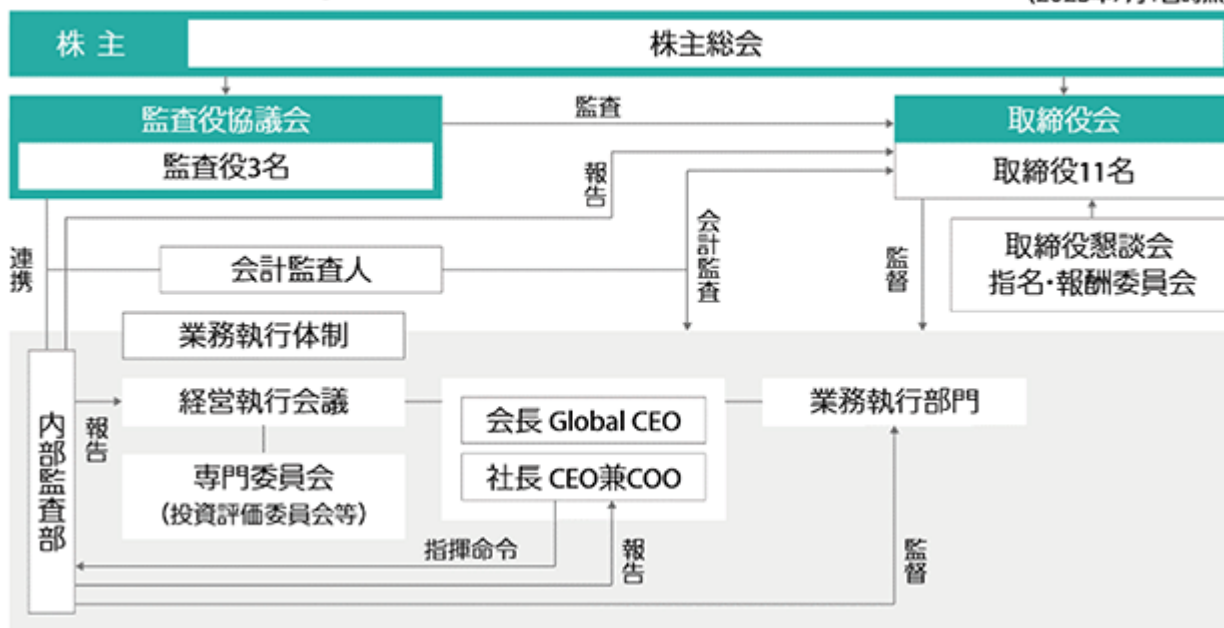 株 主
株主総会
監査役協議会
監査役3名
監査
取締役会
取締役11名
報告
会計監査
監督
取締役懇談会
指名・報酬委員会
連携
会計監査人
業務執行体制
内部監査部
報告
経営執行会議
専門委員会
(投資評価委員会等)
会長 Global CEO
社長 CEO兼COO
業務執行部門
指揮命令
報告
監督